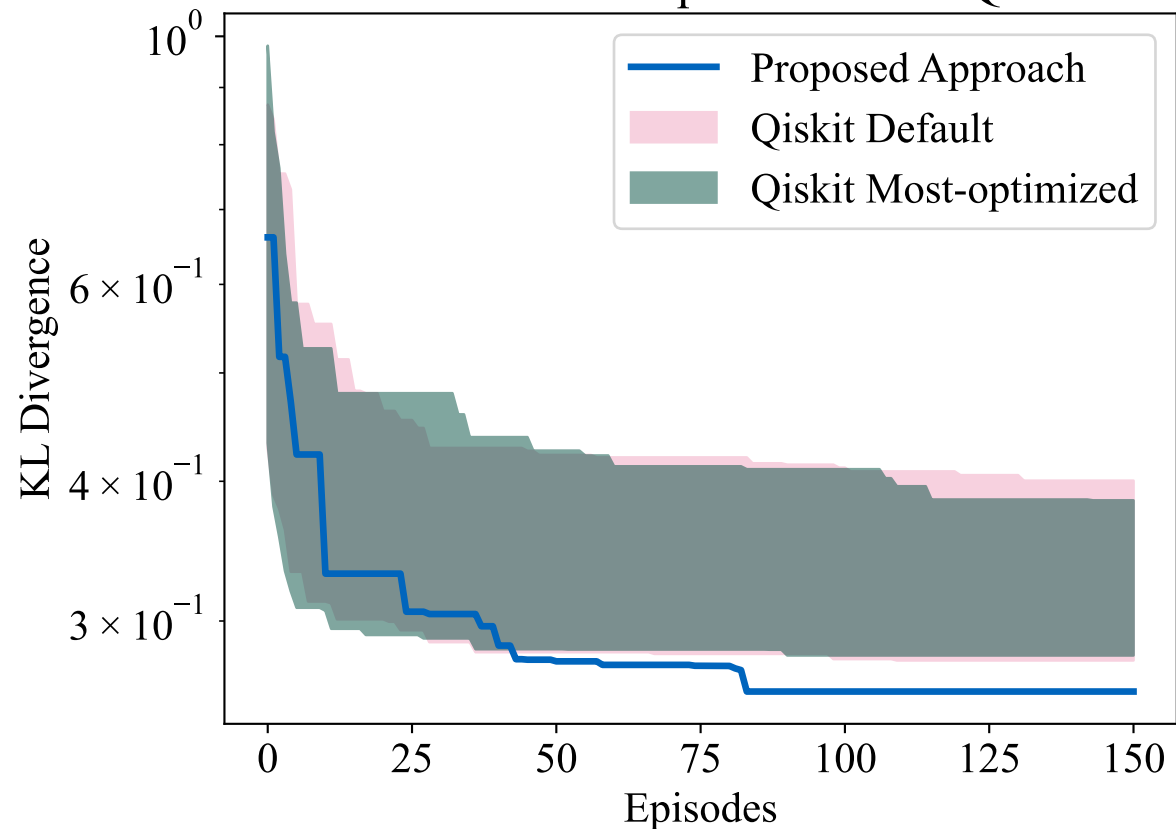 10⁰
6 × 10⁻¹
4 × 10⁻¹
3 × 10⁻¹
KL Divergence
Proposed Approach
Qiskit Default
Qiskit Most-optimized
0 25 50 75 100 125 150
Episodes